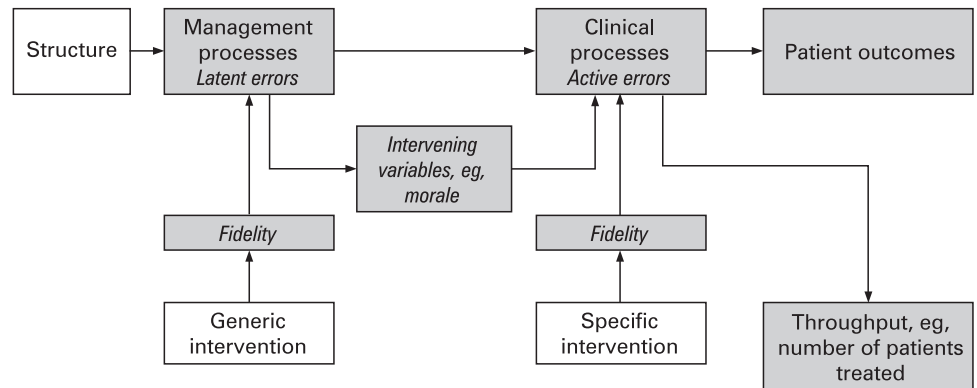 Structure
Management
processes
Latent errors
Clinical
processes
Active errors
Patient outcomes
Intervening
variables, eg,
morale
Fidelity
Fidelity
Generic
intervention
Specific
intervention
Throughput, eg,
number of patients
treated